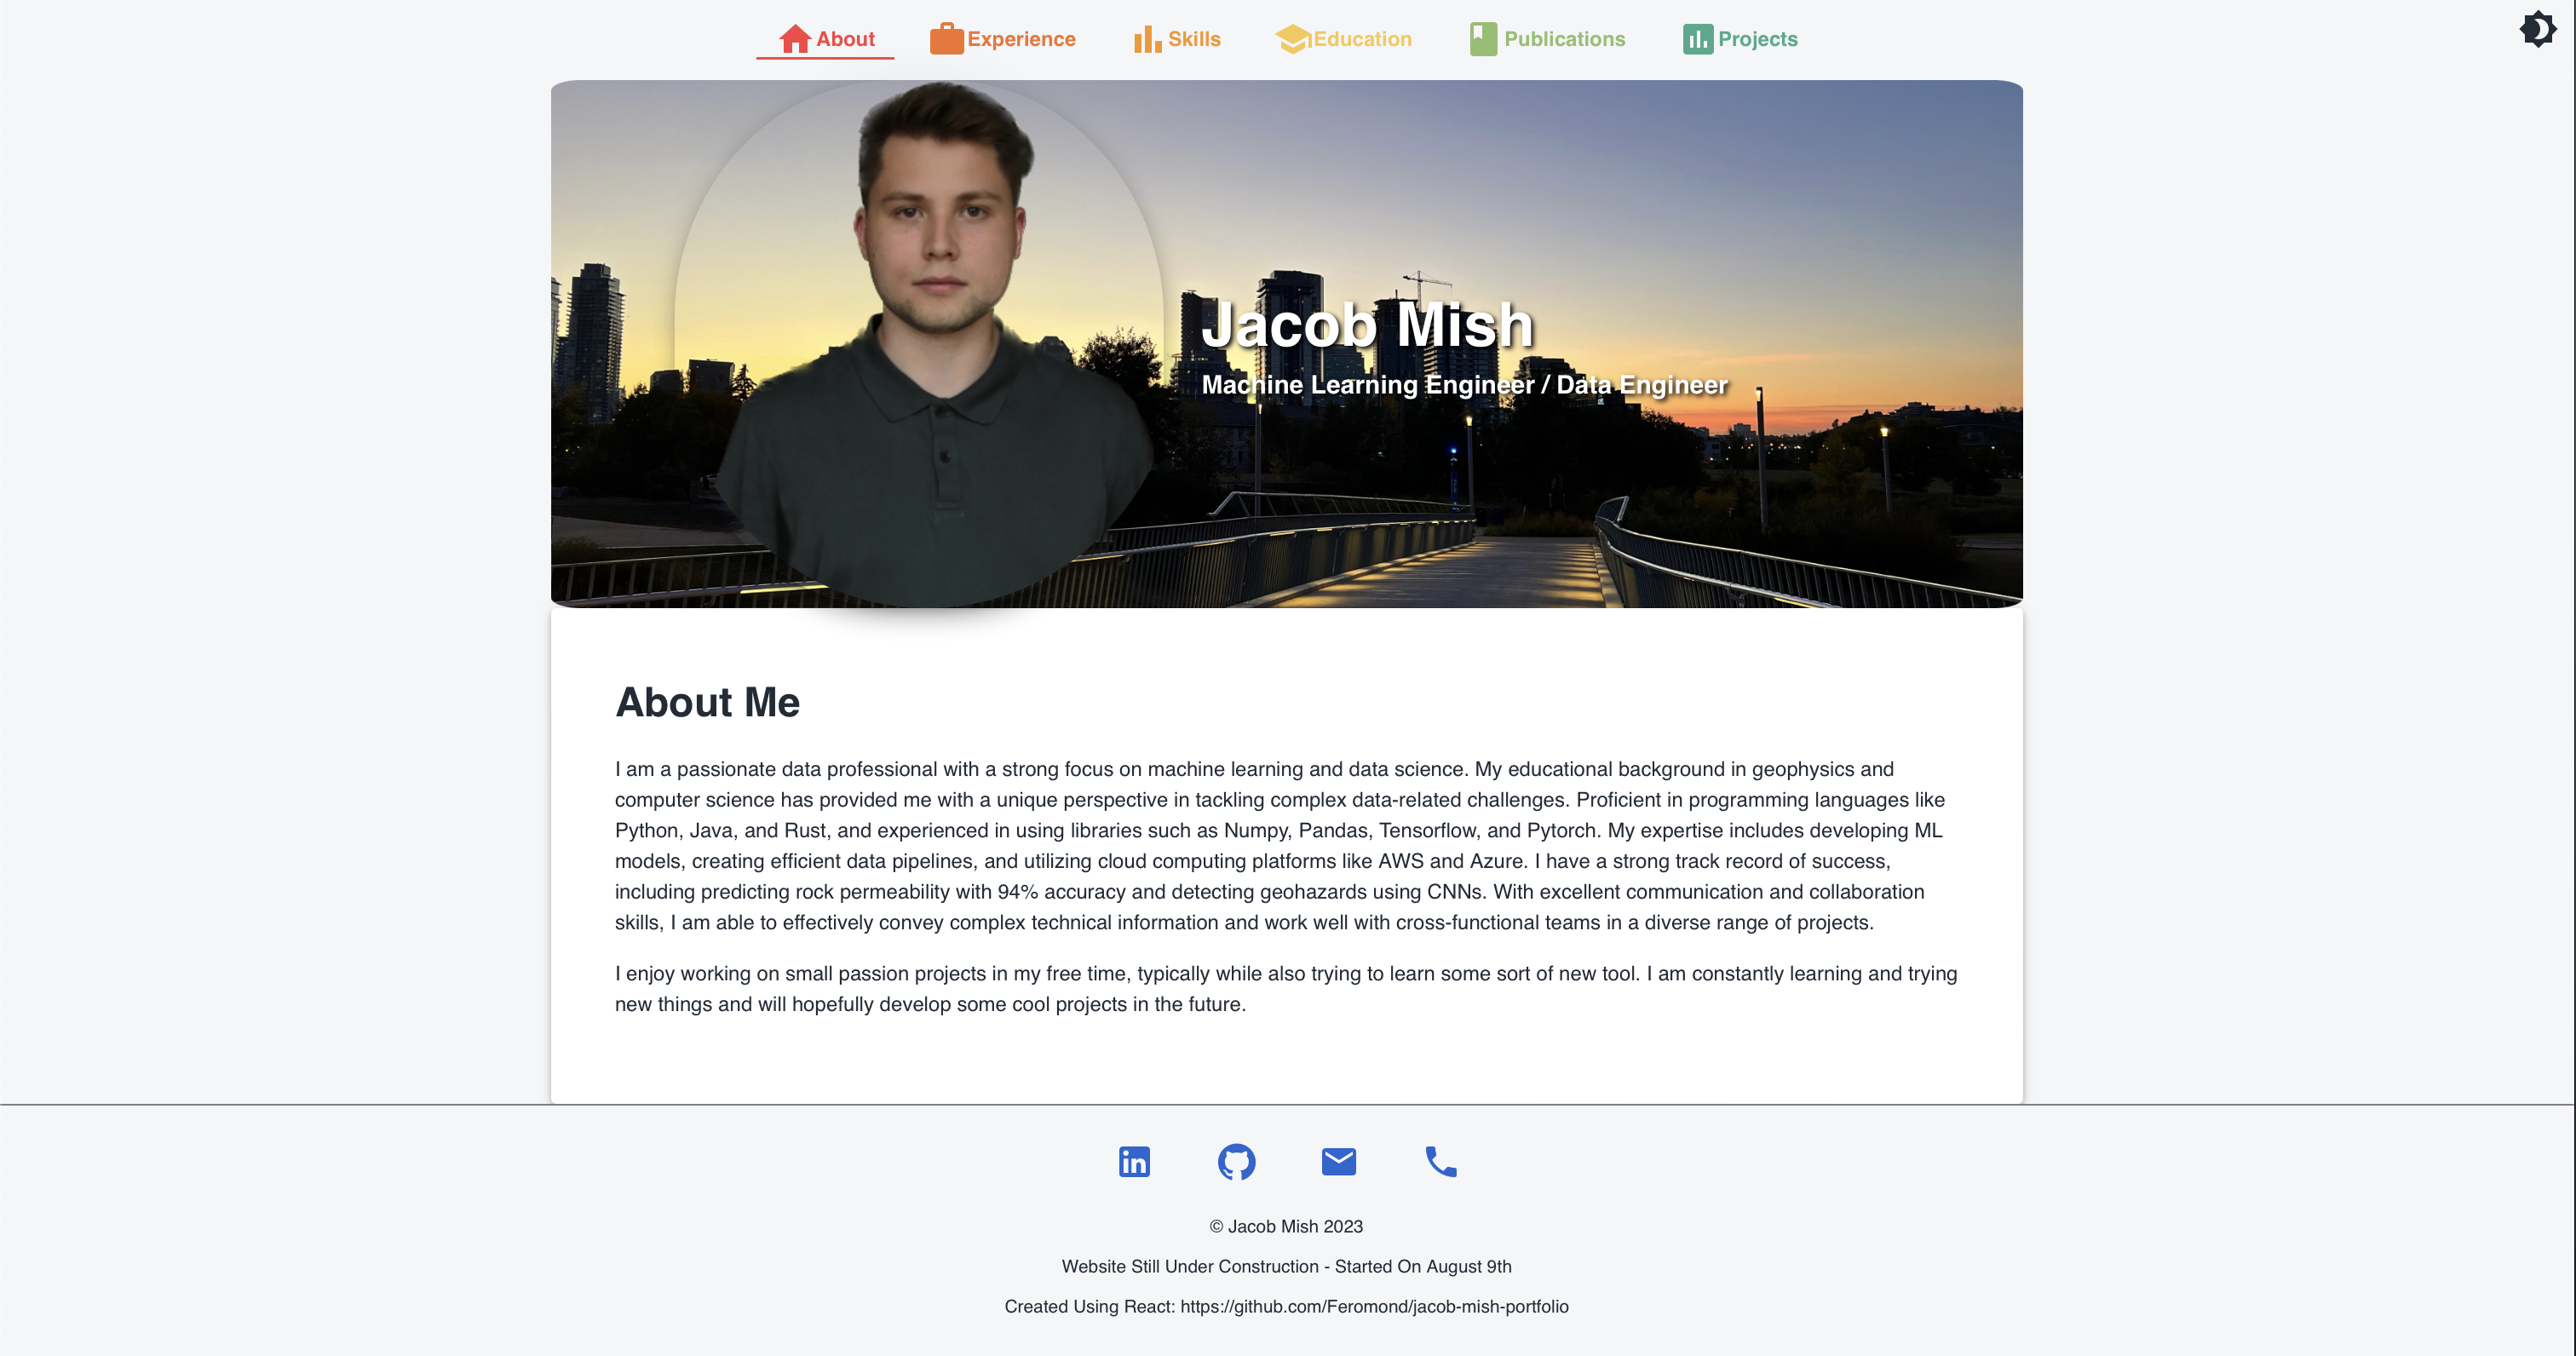 About Experience Skills Education Publications Projects
Jacob Mish
Machine Learning Engineer / Data Engineer
About Me
I am a passionate data professional with a strong focus on machine learning and data science. My educational background in geophysics and
computer science has provided me with a unique perspective in tackling complex data-related challenges. Proficient in programming languages like
Python, Java, and Rust, and experienced in using libraries such as Numpy, Pandas, Tensorflow, and Pytorch. My expertise includes developing ML
models, creating efficient data pipelines, and utilizing cloud computing platforms like AWS and Azure. I have a strong track record of success,
including predicting rock permeability with 94% accuracy and detecting geohazards using CNNs. With excellent communication and collaboration
skills, I am able to effectively convey complex technical information and work well with cross-functional teams in a diverse range of projects.
I enjoy working on small passion projects in my free time, typically while also trying to learn some sort of new tool. I am constantly learning and trying
new things and will hopefully develop some cool projects in the future.
in
© Jacob Mish 2023
Website Still Under Construction - Started On August 9th
Created Using React: https://github.com/Feromond/jacob-mish-portfolio